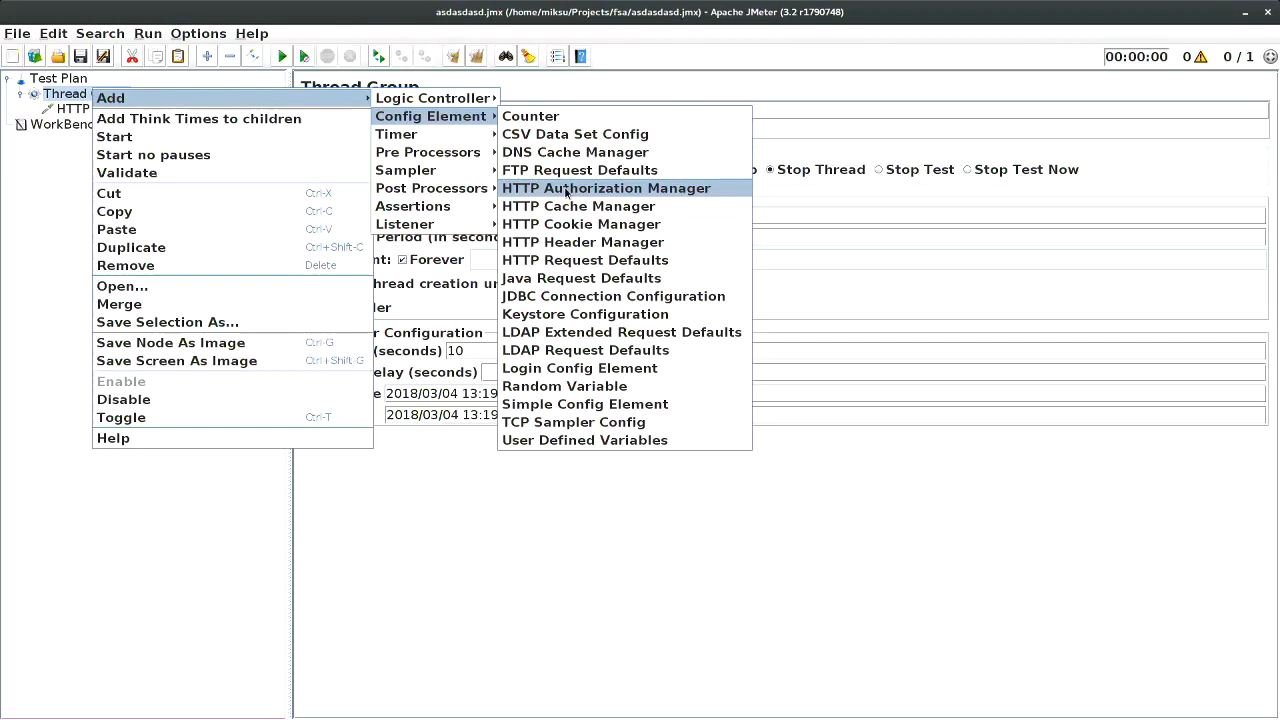 asdasdasd.jmx (/home/miksu/Projects/fsa/asdasdasd.jmx) - Apache JMeter (3.2 r1790748)
File Edit Search Run Options Help
00:00:00 0 0 / 1
Test Plan
Thread
HTTP
WorkBenc
Thread Group
Add
Add Think Times to children
Start
Start no pauses
Validate
Cut Ctrl-X
Copy Ctrl-C
Paste Ctrl-V
Duplicate Ctrl+Shift-C
Remove Delete
Open...
Merge
Save Selection As...
Save Node As Image Ctrl-G
Save Screen As Image Ctrl+Shift-G
Enable
Disable
Toggle Ctrl-T
Help
Logic Controller
Config Element
Timer
Pre Processors
Sampler
Post Processors
Assertions
Listener
Counter
CSV Data Set Config
DNS Cache Manager
FTP Request Defaults
HTTP Authorization Manager
HTTP Cache Manager
HTTP Cookie Manager
HTTP Header Manager
HTTP Request Defaults
Java Request Defaults
JDBC Connection Configuration
Keystore Configuration
LDAP Extended Request Defaults
LDAP Request Defaults
Login Config Element
Random Variable
Simple Config Element
TCP Sampler Config
User Defined Variables
Stop Thread Stop Test Stop Test Now
Period (in secon
nt: Forever
hread creation un
ler
r Configuration
(seconds) 10
elay (seconds)
e 2018/03/04 13:19
2018/03/04 13:19